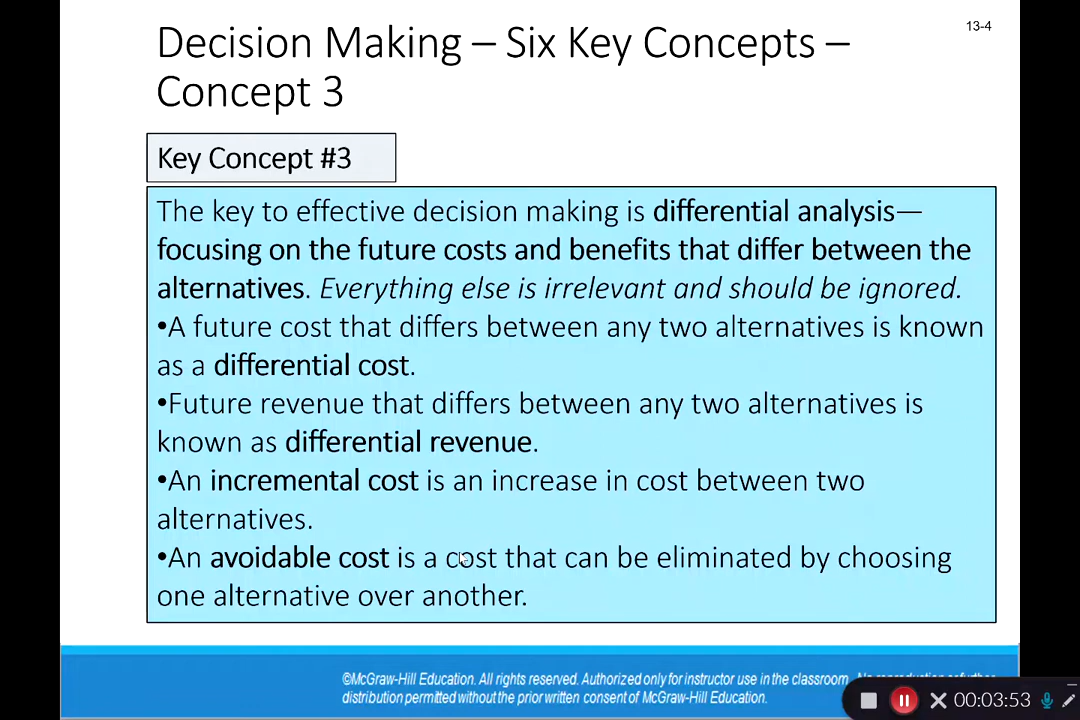 13-4
Decision Making – Six Key Concepts –
Concept 3
Key Concept #3
The key to effective decision making is differential analysis—
focusing on the future costs and benefits that differ between the
alternatives. Everything else is irrelevant and should be ignored.
•A future cost that differs between any two alternatives is known
as a differential cost.
•Future revenue that differs between any two alternatives is
known as differential revenue.
•An incremental cost is an increase in cost between two
alternatives.
•An avoidable cost is a cost that can be eliminated by choosing
one alternative over another.
©McGraw-Hill Education. All rights reserved. Authorized only for instructor use in the classroom.
distribution permitted without the prior written consent of McGraw-Hill Education.
00:03:53